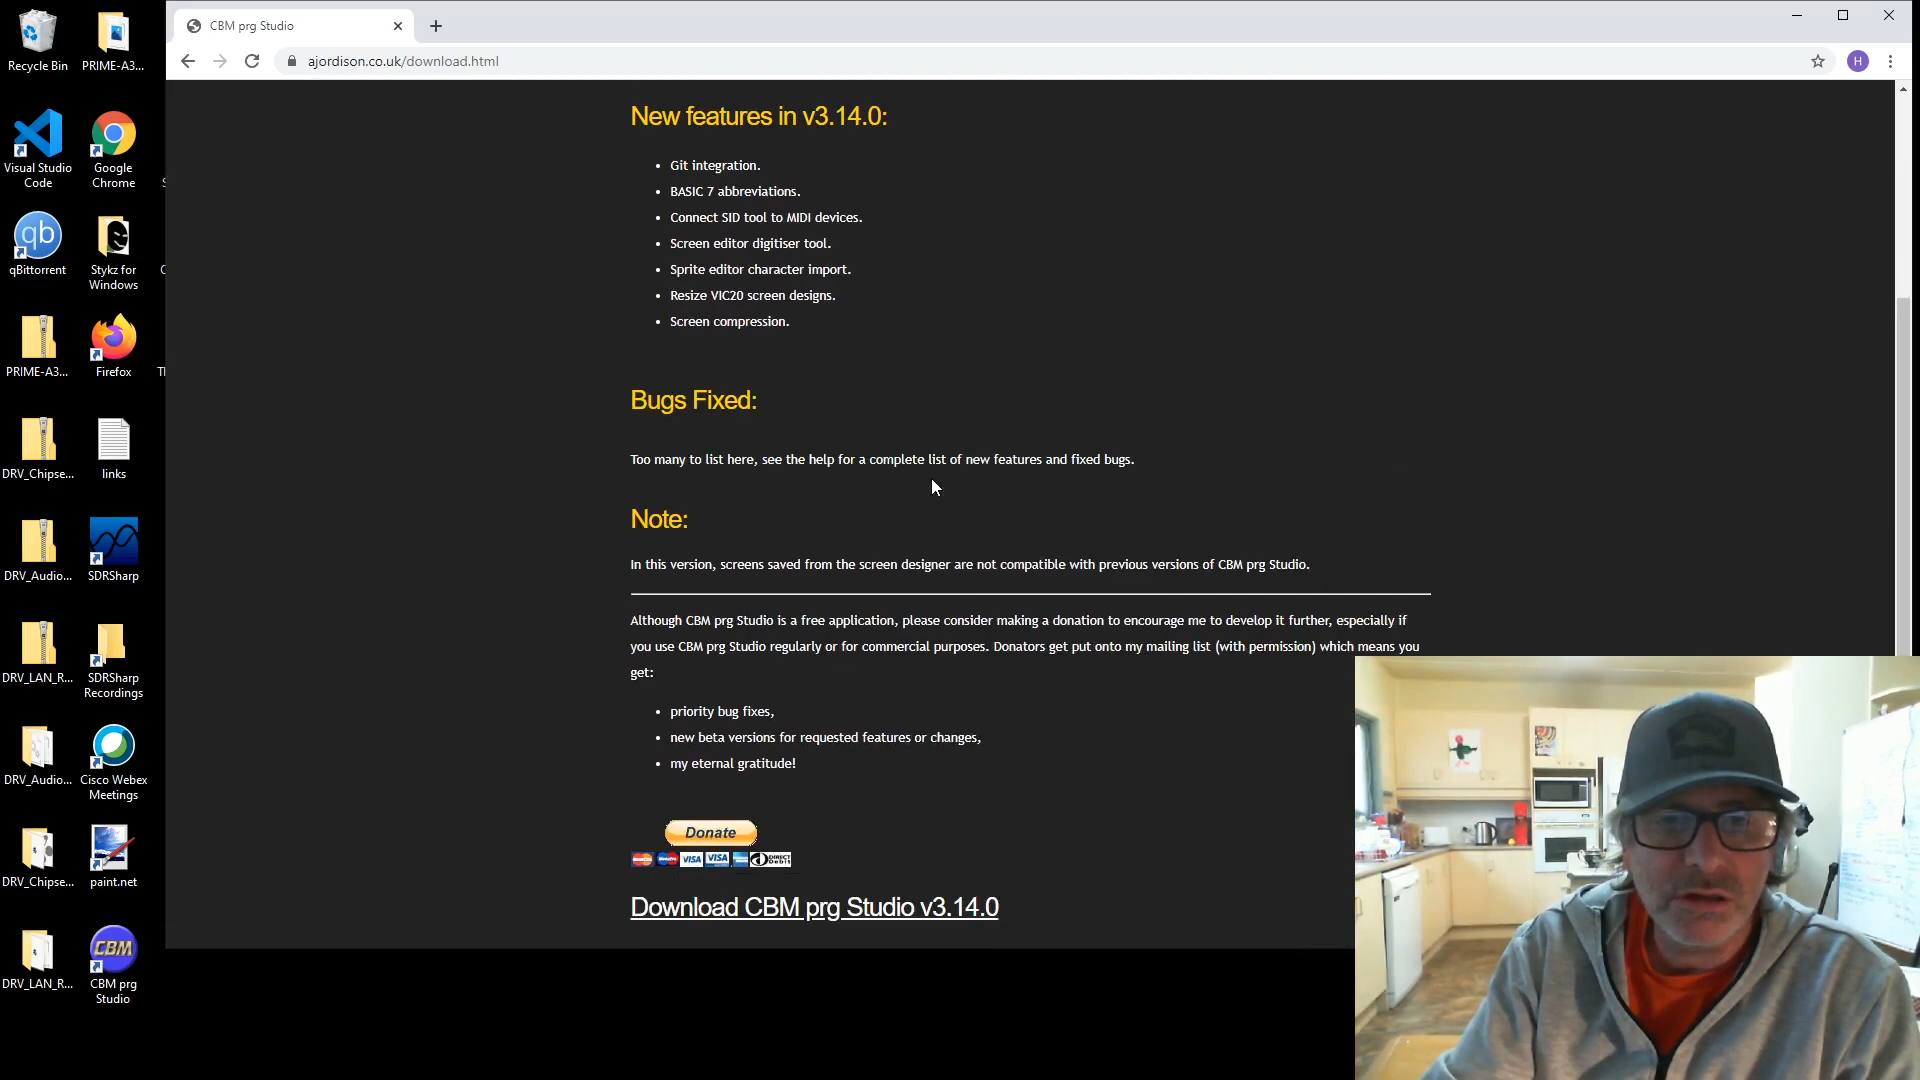 CBM prg Studio
ajordison.co.uk/download.html
H
New features in v3.14.0:
Git integration.
BASIC 7 abbreviations.
Connect SID tool to MIDI devices.
Screen editor digitiser tool.
Sprite editor character import.
Resize VIC20 screen designs.
Screen compression.
Bugs Fixed:
Too many to list here, see the help for a complete list of new features and fixed bugs.
Note:
In this version, screens saved from the screen designer are not compatible with previous versions of CBM prg Studio.
Although CBM prg Studio is a free application, please consider making a donation to encourage me to develop it further, especially if
you use CBM prg Studio regularly or for commercial purposes. Donators get put onto my mailing list (with permission) which means you
get:
priority bug fixes,
new beta versions for requested features or changes,
my eternal gratitude!
Donate
VISA VISA DIRECT Debit
Download CBM prg Studio v3.14.0
Recycle Bin
PRIME-A3...
Visual Studio
Code
Google
Chrome
qb
qBittorrent
Stykz for
Windows
PRIME-A3...
Firefox
DRV_Chipse...
links
DRV_Audio...
SDRSharp
DRV_LAN_R...
SDRSharp
Recordings
DRV_Audio...
Cisco Webex
Meetings
DRV_Chipse...
paint.net
DRV_LAN_R...
CBM
CBM prg
Studio